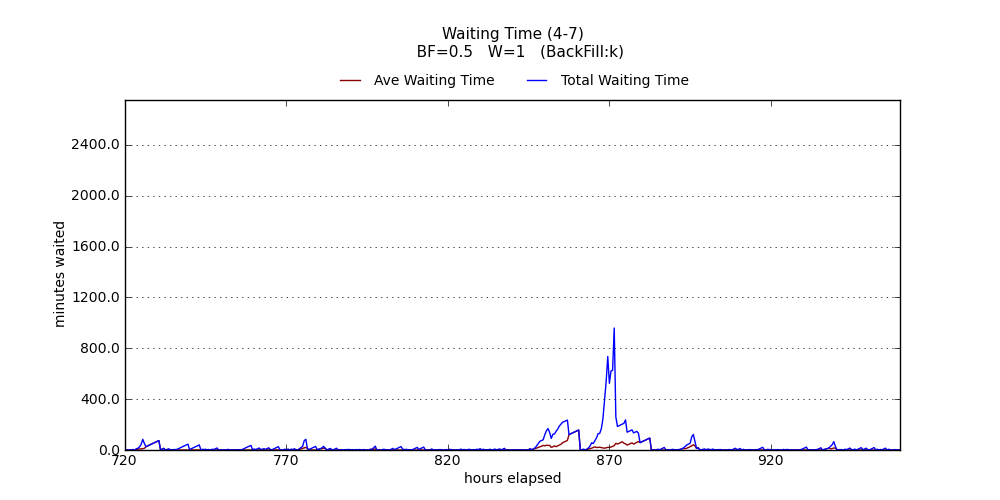 Waiting Time (4-7)
BF=0.5   W=1   (BackFill:k)
Ave Waiting Time   Total Waiting Time
2400.0
2000.0
1600.0
1200.0
800.0
400.0
0.0
minutes waited
720   770   820   870   920
hours elapsed